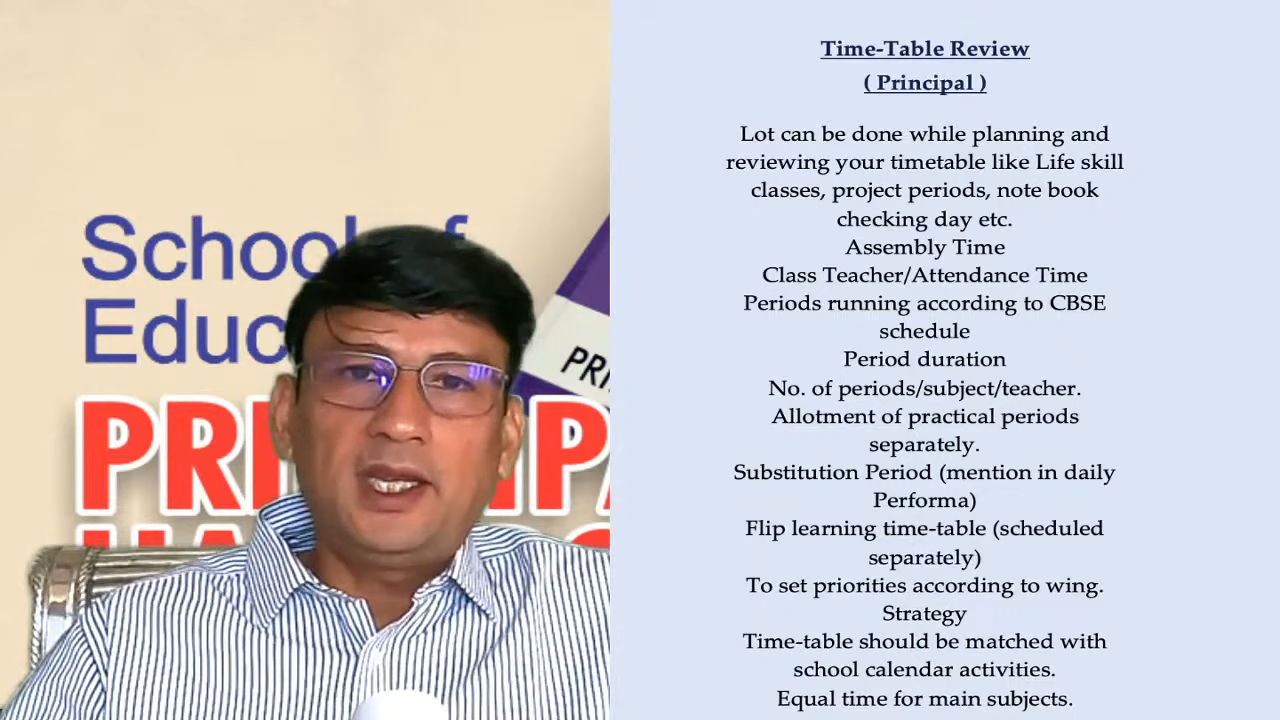 School of
Educ
PRI
PRI
Time-Table Review
( Principal )
Lot can be done while planning and
reviewing your timetable like Life skill
classes, project periods, note book
checking day etc.
Assembly Time
Class Teacher/Attendance Time
Periods running according to CBSE
schedule
Period duration
No. of periods/subject/teacher.
Allotment of practical periods
separately.
Substitution Period (mention in daily
Performa)
Flip learning time-table (scheduled
separately)
To set priorities according to wing.
Strategy
Time-table should be matched with
school calendar activities.
Equal time for main subjects.